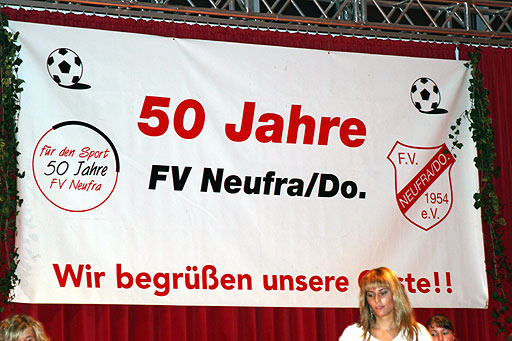 50 Jahre
FV Neufra/Do.
für den Sport
50 Jahre
FV Neufra
F.V.
NEUFRA/DO.
1954
e.V.
Wir begrüßen unsere